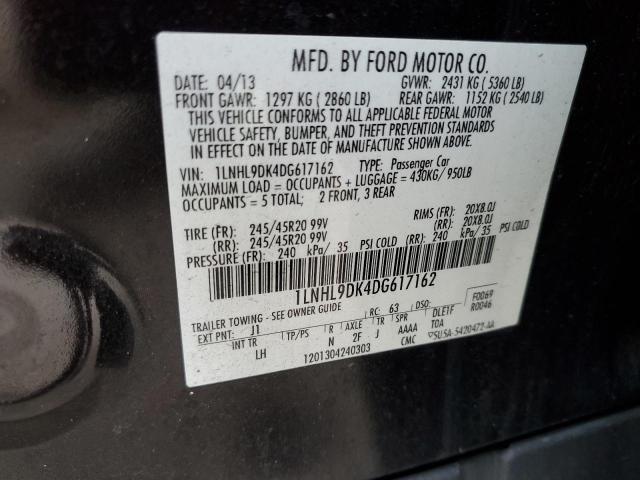 MFD. BY FORD MOTOR CO.
DATE: 04/13 GVWR: 2431 KG ( 5360 LB)
FRONT GAWR: 1297 KG ( 2860 LB) REAR GAWR: 1152 KG ( 2540 LB)
THIS VEHICLE CONFORMS TO ALL APPLICABLE FEDERAL MOTOR
VEHICLE SAFETY, BUMPER, AND THEFT PREVENTION STANDARDS
IN EFFECT ON THE DATE OF MANUFACTURE SHOWN ABOVE.
VIN: 1LNHL9DK4DG617162 TYPE: Passenger Car
MAXIMUM LOAD = OCCUPANTS + LUGGAGE = 430KG/ 950LB
OCCUPANTS = 5 TOTAL; 2 FRONT, 3 REAR
TIRE (FR): 245/45R20 99V RIMS (FR): 20X8.0J
(RR): 245/45R20 99V (RR): 20X8.0J
PRESSURE (FR): 240 kPa/ 35 PSI COLD (RR): 240 kPa/ 35 PSI COLD
1LNHL9DK4DG617162
TRAILER TOWING - SEE OWNER GUIDE RC: 63 DSO: F0069
EXT PNT: J1 R0046
INT TR TP/PS R AXLE TR SPR DLETF
LH N 2F J AAAA TOA
1201304240303 CMC 5U5A-5420472-AA